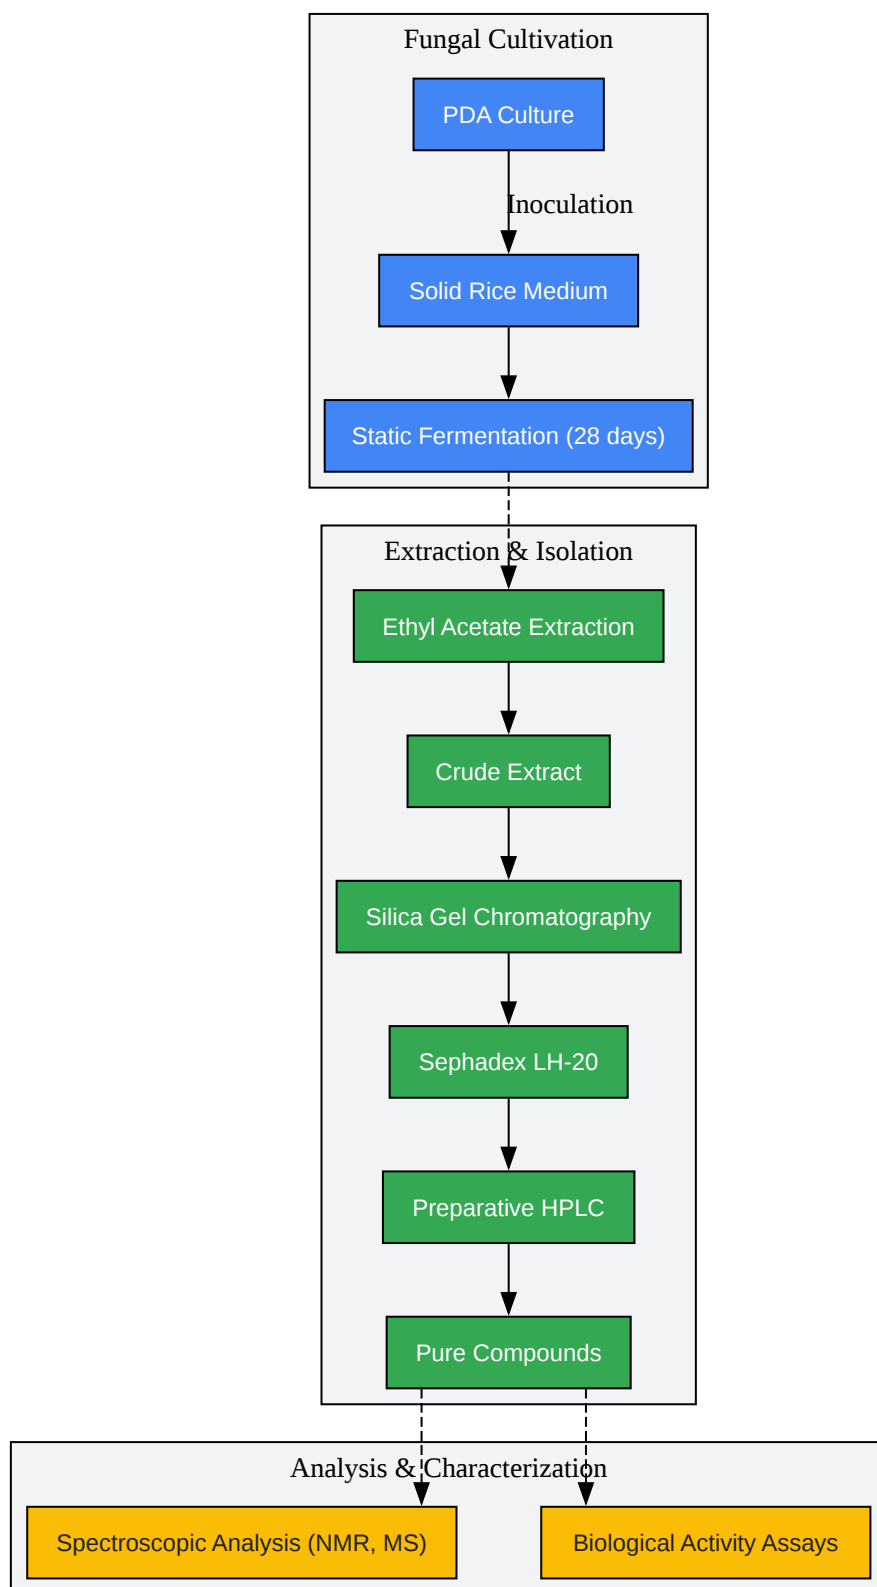 Fungal Cultivation
PDA Culture
Inoculation
Solid Rice Medium
Static Fermentation (28 days)
Extraction & Isolation
Ethyl Acetate Extraction
Crude Extract
Silica Gel Chromatography
Sephadex LH-20
Preparative HPLC
Pure Compounds
Analysis & Characterization
Spectroscopic Analysis (NMR, MS)
Biological Activity Assays